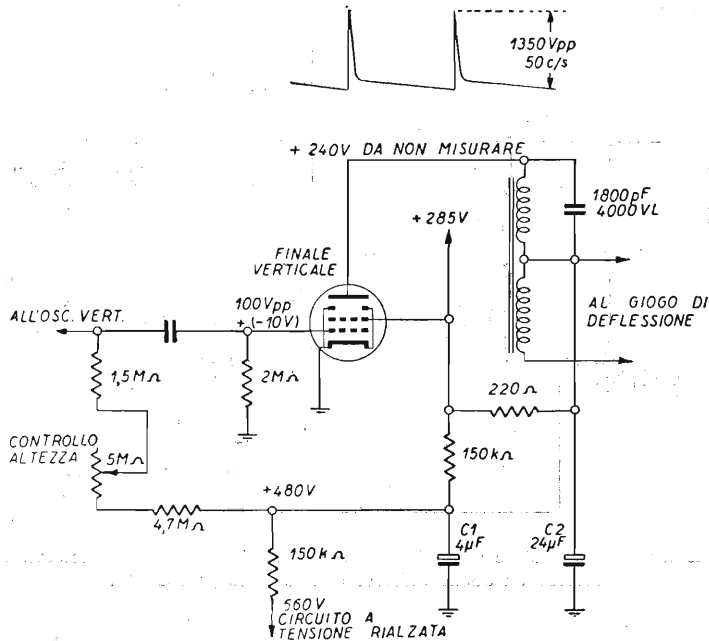 1350Vpp
50 c/s
+ 240V DA NON MISURARE
1800pF
4000VL
+285V
FINALE
VERTICALE
100Vpp
+ (-10V)
ALL'OSC. VERT.
AL GIOGO DI
DEFLESSIONE
1,5MΩ
2MΩ
220Ω
CONTROLLO
ALTEZZA
5MΩ
150kΩ
+480V
4,7MΩ
C1
4µF
C2
24µF
150kΩ
560V
CIRCUITO A
TENSIONE RIALZATA